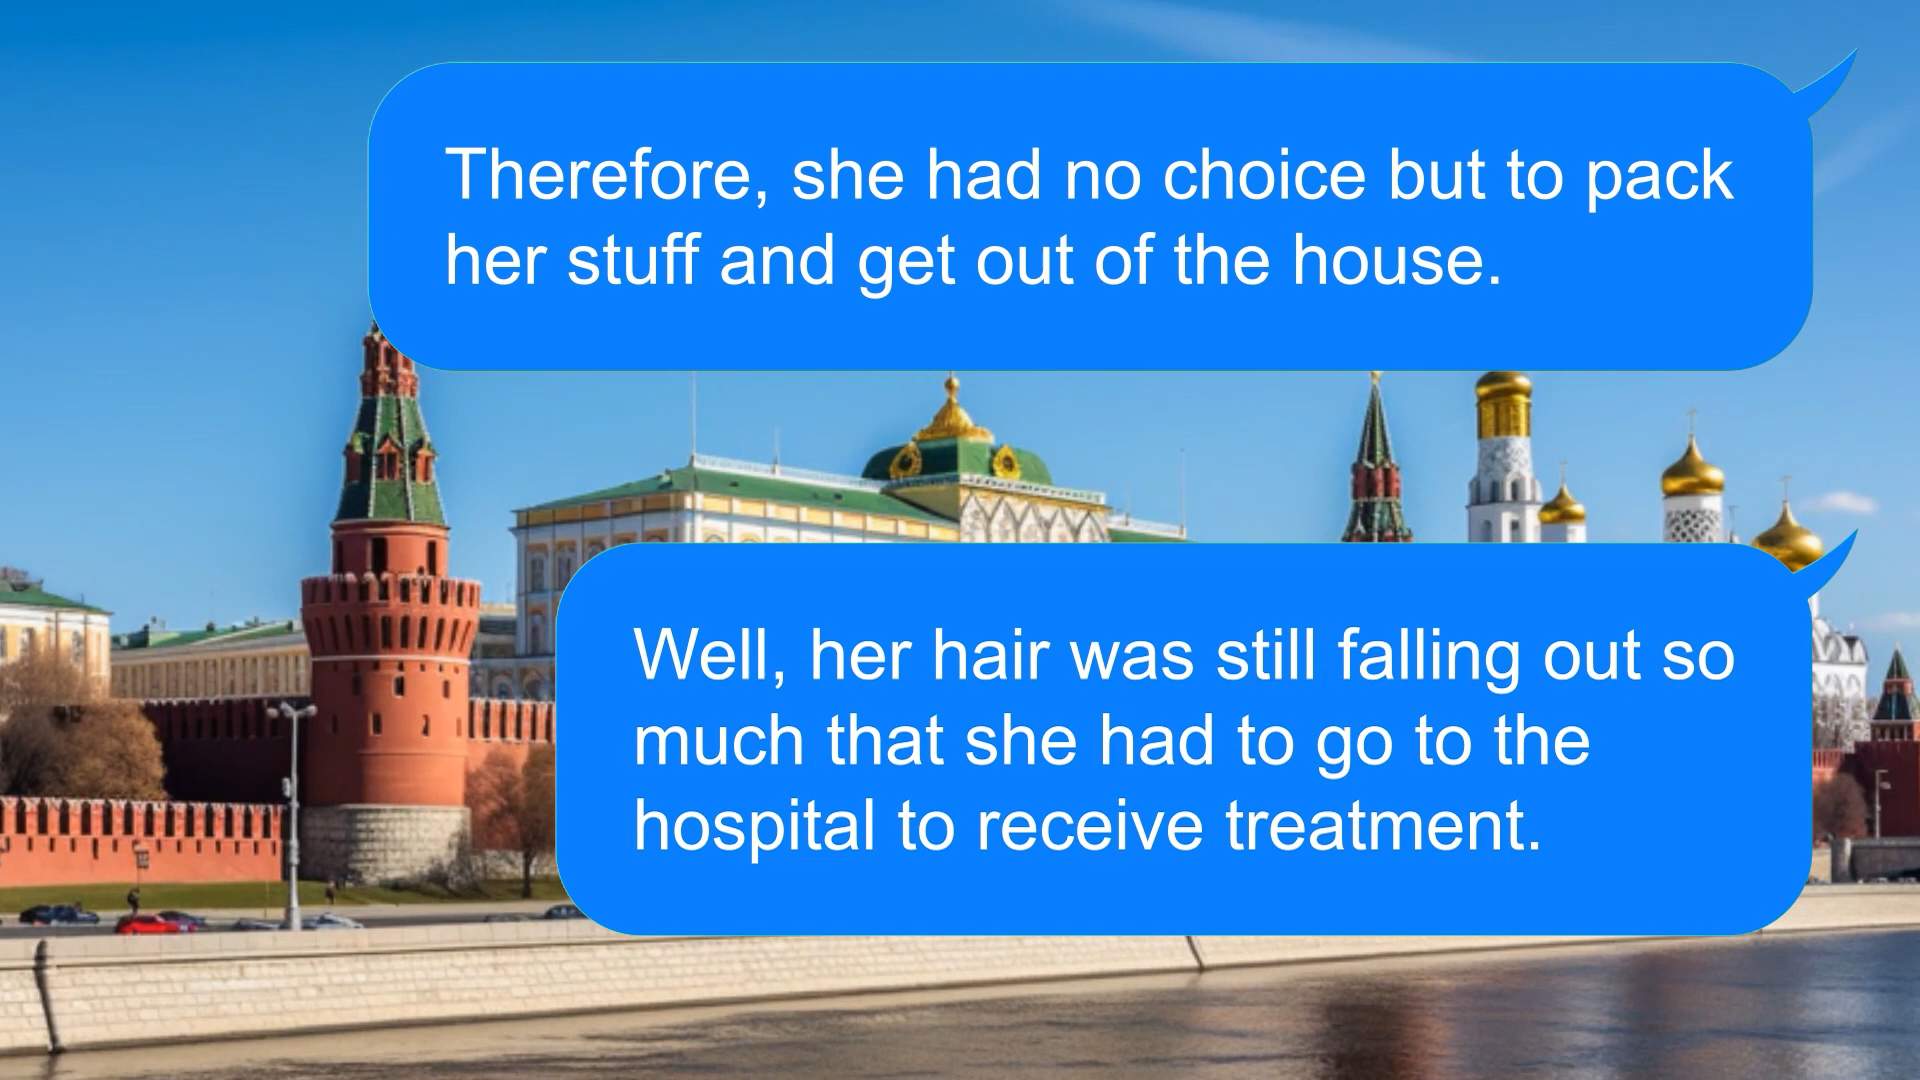 Therefore, she had no choice but to pack
her stuff and get out of the house.
Well, her hair was still falling out so
much that she had to go to the
hospital to receive treatment.